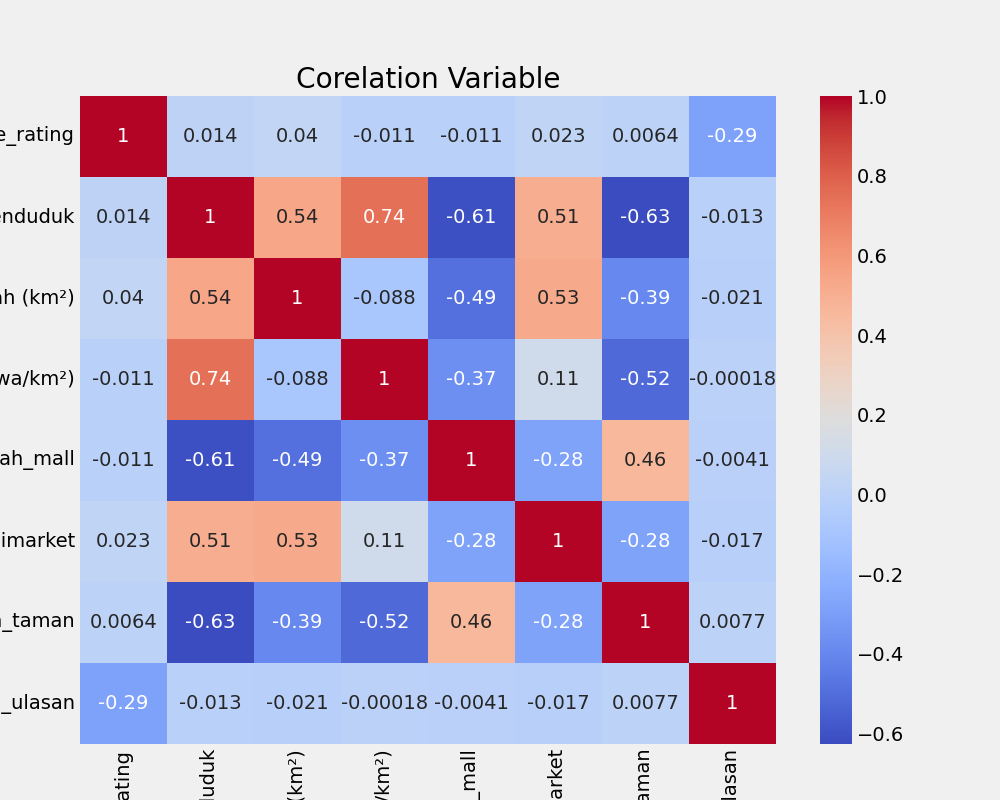 Corelation Variable
e_rating 1 0.014 0.04 -0.011 -0.011 0.023 0.0064 -0.29
enduduk 0.014 1 0.54 0.74 -0.61 0.51 -0.63 -0.013
ah (km²) 0.04 0.54 1 -0.088 -0.49 0.53 -0.39 -0.021
wa/km²) -0.011 0.74 -0.088 1 -0.37 0.11 -0.52 -0.00018
ah_mall -0.011 -0.61 -0.49 -0.37 1 -0.28 0.46 -0.0041
imarket 0.023 0.51 0.53 0.11 -0.28 1 -0.28 -0.017
_taman 0.0064 -0.63 -0.39 -0.52 0.46 -0.28 1 0.0077
_ulasan -0.29 -0.013 -0.021 -0.00018 -0.0041 -0.017 0.0077 1
ating
duduk
(km²)
/km²)
_mall
arket
aman
lasan
1.0
0.8
0.6
0.4
0.2
0.0
−0.2
−0.4
−0.6